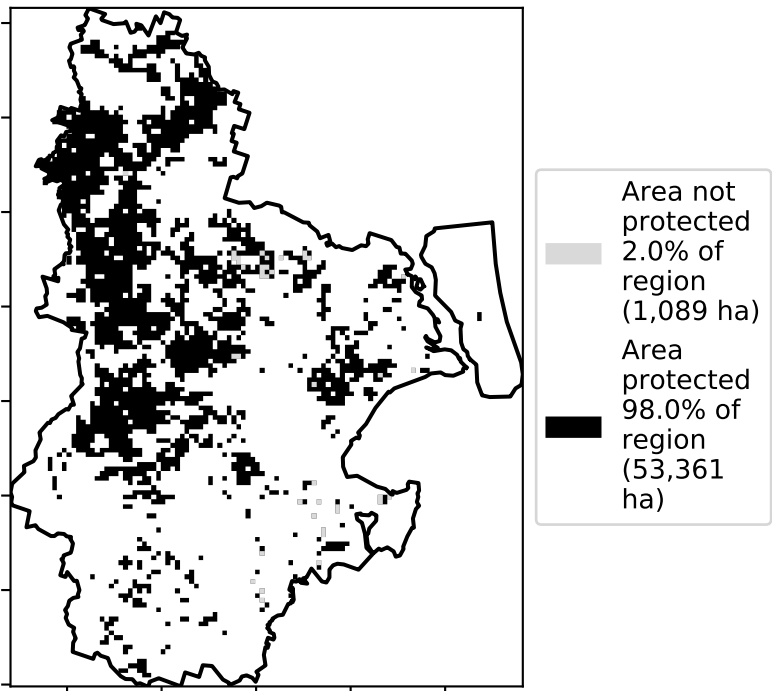 Area not
protected
2.0% of
region
(1,089 ha)
Area
protected
98.0% of
region
(53,361
ha)